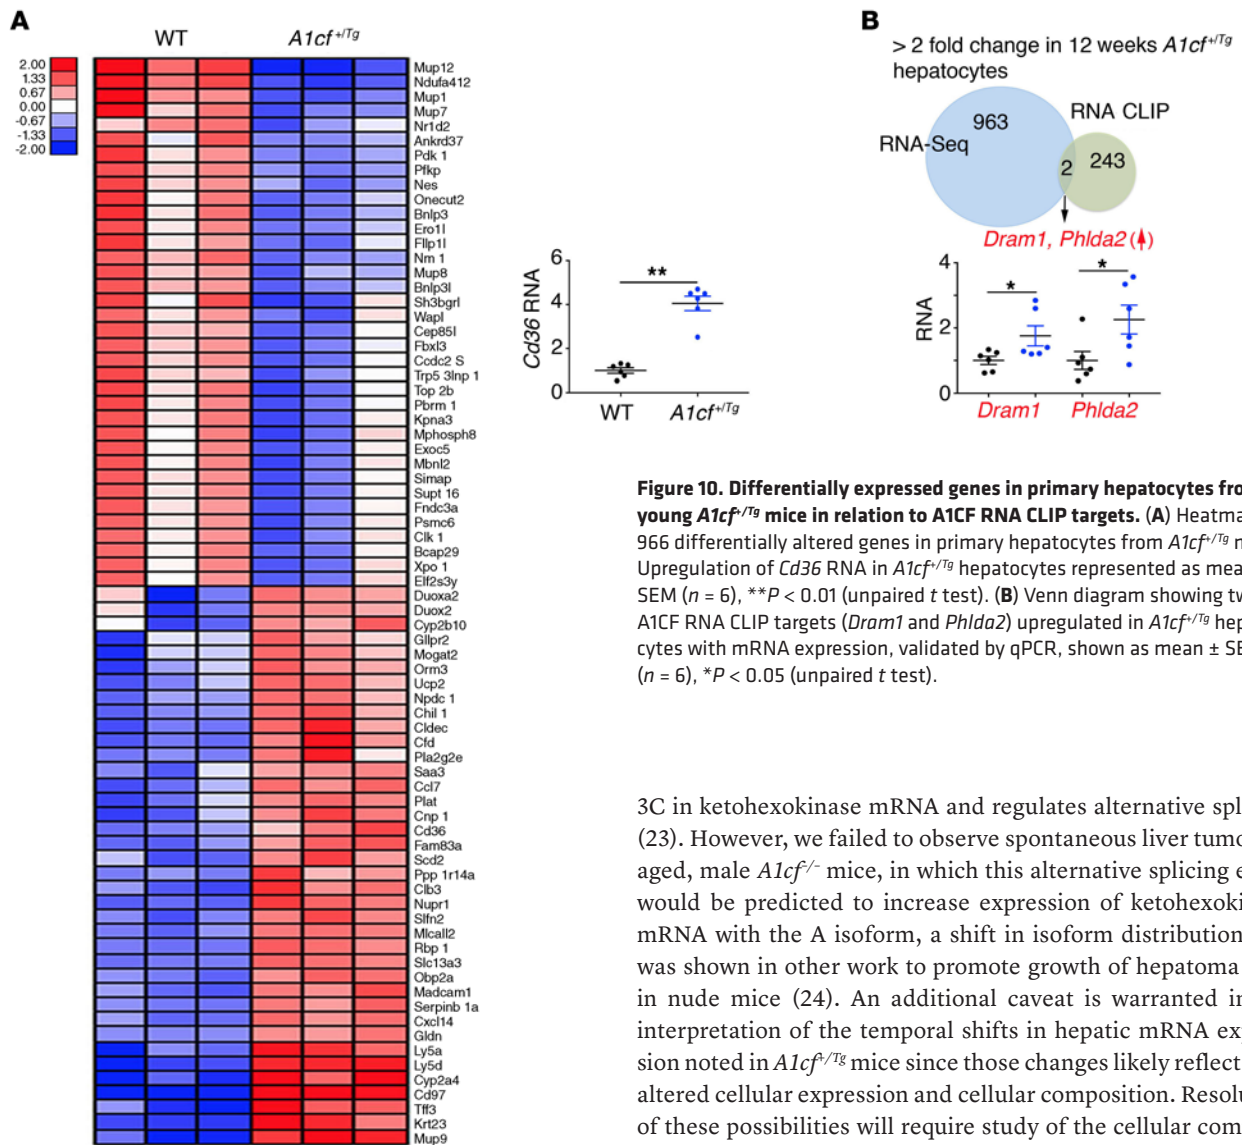 A
WT
A1cf+/Tg
2.00
1.33
0.67
0.00
-0.67
-1.33
-2.00
Mup12
Ndufa412
Mup1
Mup7
Nr1d2
Ankrd37
Pdk 1
Pfkp
Nes
Onecut2
Bnlp3
Ero1l
Fllp1l
Nrn 1
Mup8
Bnlp3l
Sh3bgrl
Wapl
Cep85l
Fbxl3
Ccdc2 S
Trp5 3lnp 1
Top 2b
Pbrm 1
Kpna3
Mphosph8
Exoc5
Mbnl2
Simap
Supt 16
Fndc3a
Psmc6
Clk 1
Bcap29
Xpo 1
Elf2s3y
Duoxa2
Duox2
Cyp2b10
Gllpr2
Mogat2
Orm3
Ucp2
Npdc 1
Chil 1
Cldec
Cfd
Pla2g2e
Saa3
Ccl7
Plat
Cnp 1
Cd36
Fam83a
Scd2
Ppp 1r14a
Clb3
Nupr1
Slfn2
Mlcall2
Rbp 1
Slc13a3
Obp2a
Madcam1
Serpinb 1a
Cxcl14
Gldn
Ly5a
Ly5d
Cyp2a4
Cd97
Tff3
Krt23
Mup9
Cd36 RNA
6
4
2
0
**
WT
A1cf+/Tg
B
> 2 fold change in 12 weeks A1cf+/Tg
hepatocytes
RNA CLIP
963
RNA-Seq
2
243
Dram1, Phlda2 (↑)
RNA
4
2
0
*
*
Dram1
Phlda2
Figure 10. Differentially expressed genes in primary hepatocytes fro
young A1cf+/Tg mice in relation to A1CF RNA CLIP targets. (A) Heatma
966 differentially altered genes in primary hepatocytes from A1cf+/Tg n
Upregulation of Cd36 RNA in A1cf+/Tg hepatocytes represented as mea
SEM (n = 6), **P < 0.01 (unpaired t test). (B) Venn diagram showing tw
A1CF RNA CLIP targets (Dram1 and Phlda2) upregulated in A1cf+/Tg hep
cytes with mRNA expression, validated by qPCR, shown as mean ± SE
(n = 6), *P < 0.05 (unpaired t test).
3C in ketohexokinase mRNA and regulates alternative spl
(23). However, we failed to observe spontaneous liver tumo
aged, male A1cf-/- mice, in which this alternative splicing e
would be predicted to increase expression of ketohexoki
mRNA with the A isoform, a shift in isoform distribution
was shown in other work to promote growth of hepatoma
in nude mice (24). An additional caveat is warranted in
interpretation of the temporal shifts in hepatic mRNA exp
sion noted in A1cf+/Tg mice since those changes likely reflect
altered cellular expression and cellular composition. Resolu
of these possibilities will require study of the cellular com